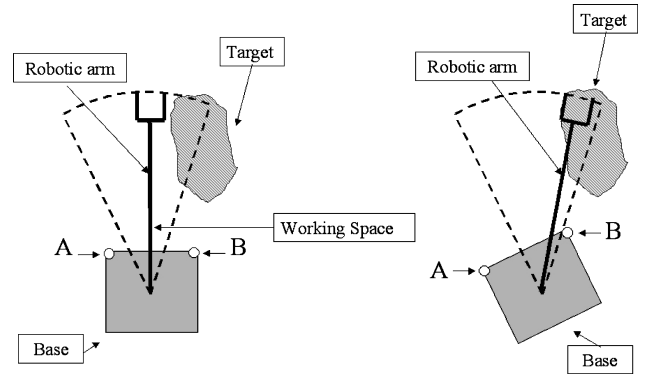 Target
Robotic arm
Working Space
A
B
Base
Target
Robotic arm
B
A
Base